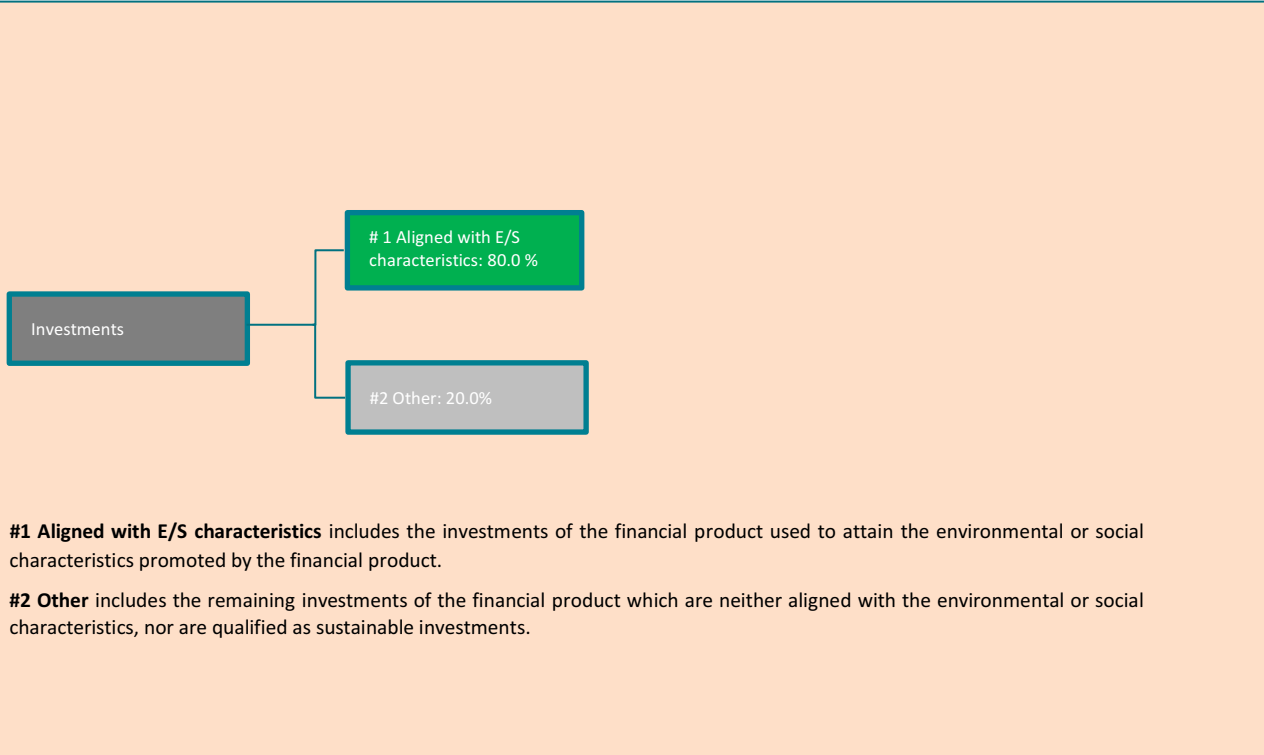 # 1 Aligned with E/S
characteristics: 80.0 %
Investments
#2 Other: 20.0%
#1 Aligned with E/S characteristics includes the investments of the financial product used to attain the environmental or social
characteristics promoted by the financial product.
#2 Other includes the remaining investments of the financial product which are neither aligned with the environmental or social
characteristics, nor are qualified as sustainable investments.